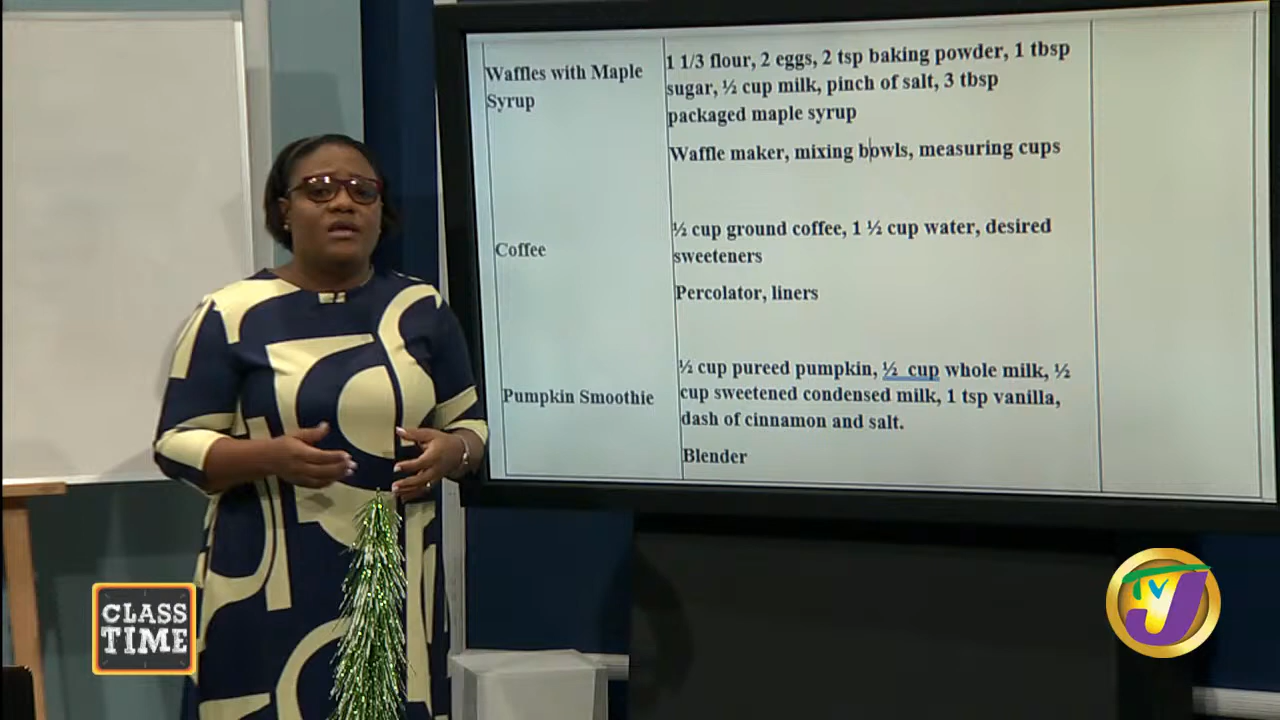 Waffles with Maple
Syrup
1 1/3 flour, 2 eggs, 2 tsp baking powder, 1 tbsp
sugar, ½ cup milk, pinch of salt, 3 tbsp
packaged maple syrup
Waffle maker, mixing bowls, measuring cups
Coffee
½ cup ground coffee, 1 ½ cup water, desired
sweeteners
Percolator, liners
Pumpkin Smoothie
½ cup pureed pumpkin, ½ cup whole milk, ½
cup sweetened condensed milk, 1 tsp vanilla,
dash of cinnamon and salt.
Blender
CLASS
TIME
TVJ